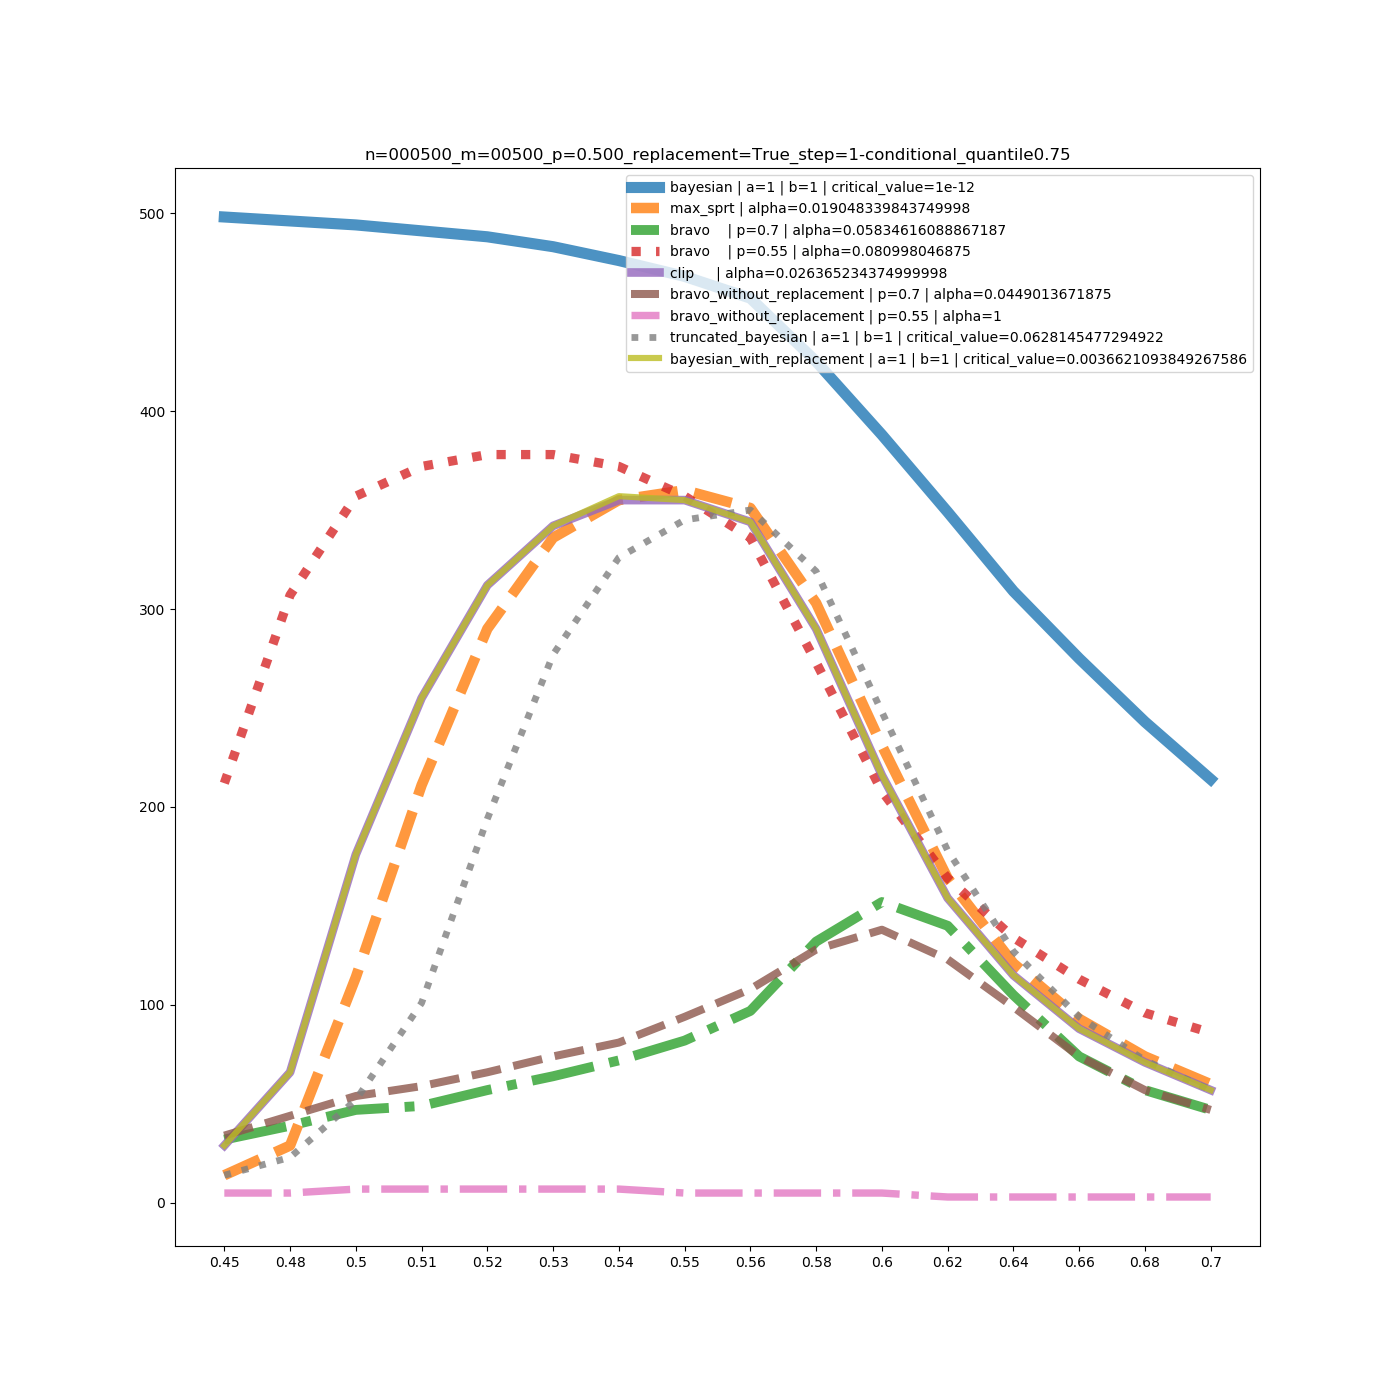 n=000500_m=00500_p=0.500_replacement=True_step=1-conditional_quantile0.75
bayesian | a=1 | b=1 | critical_value=1e-12
max_sprt | alpha=0.019048339843749998
bravo    | p=0.7 | alpha=0.05834616088867187
bravo    | p=0.55 | alpha=0.080998046875
clip     | alpha=0.026365234374999998
bravo_without_replacement | p=0.7 | alpha=0.0449013671875
bravo_without_replacement | p=0.55 | alpha=1
truncated_bayesian | a=1 | b=1 | critical_value=0.0628145477294922
bayesian_with_replacement | a=1 | b=1 | critical_value=0.0036621093849267586
500
400
300
200
100
0
0.45 0.48 0.5 0.51 0.52 0.53 0.54 0.55 0.56 0.58 0.6 0.62 0.64 0.66 0.68 0.7